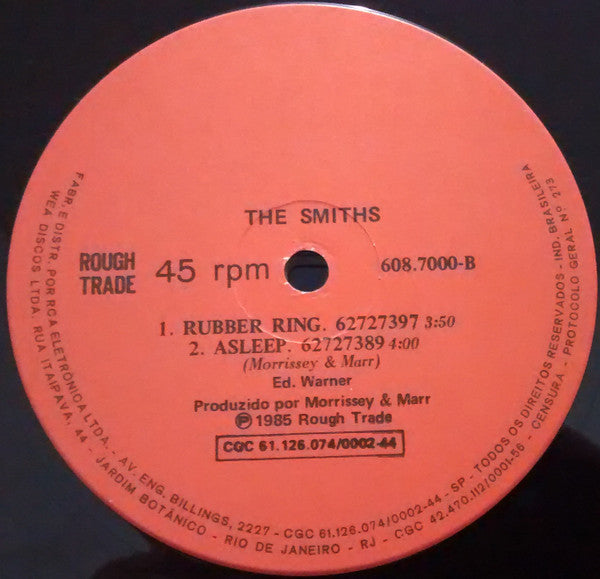 THE SMITHS
ROUGH
TRADE
45 rpm
608.7000-B
1. RUBBER RING. 62727397 3:50
2. ASLEEP. 62727389 4:00
(Morrissey & Marr)
Ed. Warner
Produzido por Morrissey & Marr
Ⓟ 1985 Rough Trade
CGC 61.126.074/0002-44
FABR. E DISTR. POR RCA ELETRÔNICA LTDA. - AV. ENG. BILLINGS, 2227 - CGC 61.126.074/0002-44 - SP - TODOS OS DIREITOS RESERVADOS - IND. BRASILEIRA
WEA DISCOS LTDA. RUA ITAIPAVA, 44 - JARDIM BOTÂNICO - RIO DE JANEIRO - RJ - CGC 42.470.112/0001-56 - CENSURA - PROTOCOLO GERAL Nº 273